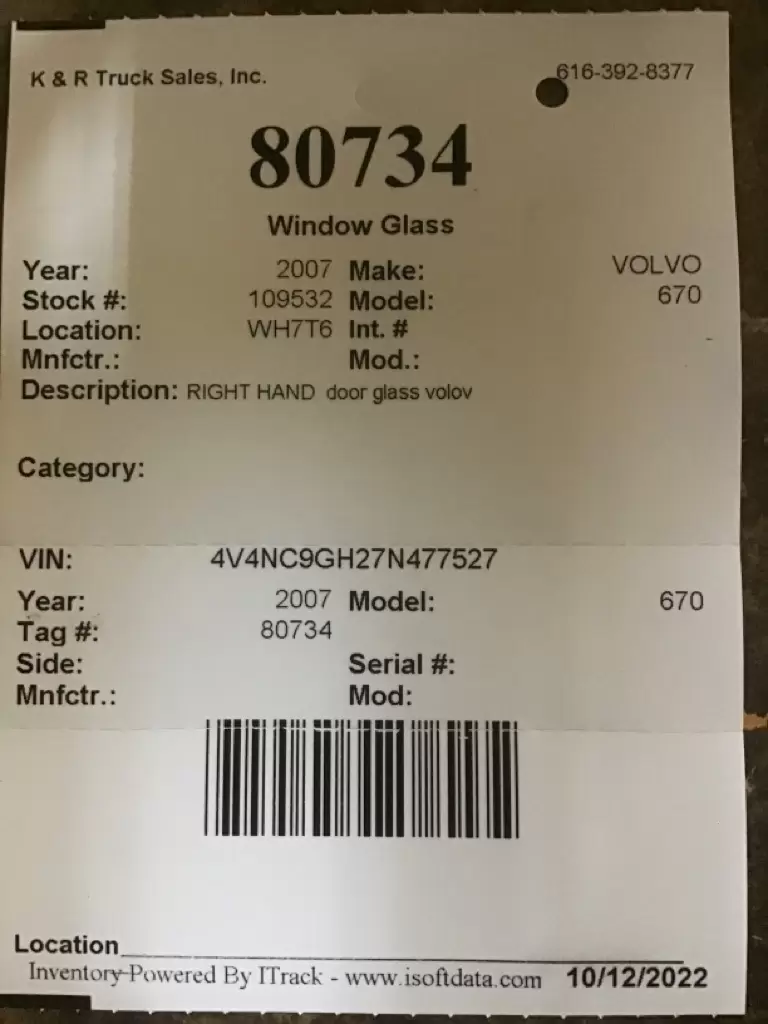 K & R Truck Sales, Inc. 616-392-8377
80734
Window Glass
Year: 2007 Make: VOLVO
Stock #: 109532 Model: 670
Location: WH7T6 Int. #
Mnfctr.: Mod.:
Description: RIGHT HAND door glass volov
Category:
VIN: 4V4NC9GH27N477527
Year: 2007 Model: 670
Tag #: 80734
Side: Serial #:
Mnfctr.: Mod:
Location
Inventory Powered By ITrack - www.isoftdata.com 10/12/2022